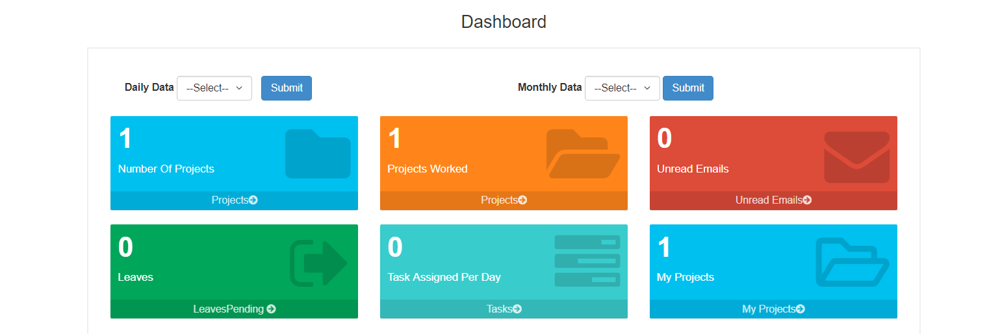 Dashboard
Daily Data --Select-- Submit Monthly Data --Select-- Submit
1
Number Of Projects
Projects
1
Projects Worked
Projects
0
Unread Emails
Unread Emails
0
Leaves
LeavesPending
0
Task Assigned Per Day
Tasks
1
My Projects
My Projects